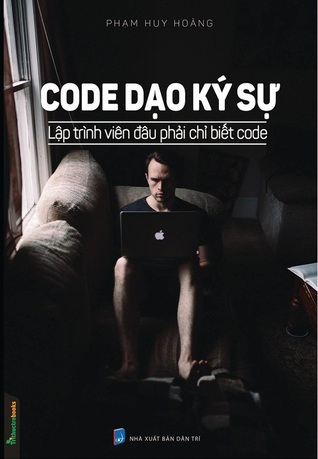 PHẠM HUY HOÀNG
CODE DẠO KÝ SỰ
Lập trình viên đâu phải chỉ biết code
NHÀ XUẤT BẢN DÂN TRÍ